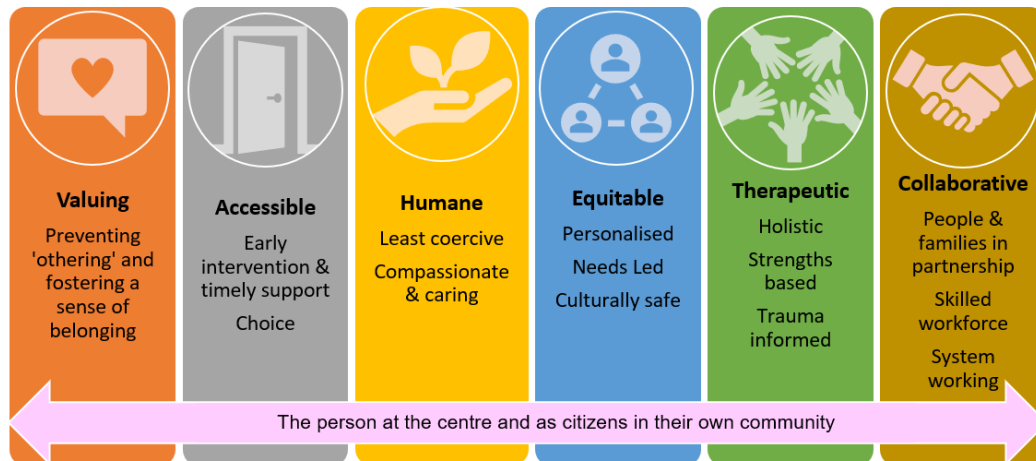 Valuing
Preventing
'othering' and
fostering a
sense of
belonging
Accessible
Early
intervention &
timely support
Choice
Humane
Least coercive
Compassionate
& caring
Equitable
Personalised
Needs Led
Culturally safe
Therapeutic
Holistic
Strengths
based
Trauma
informed
Collaborative
People &
families in
partnership
Skilled
workforce
System
working
The person at the centre and as citizens in their own community